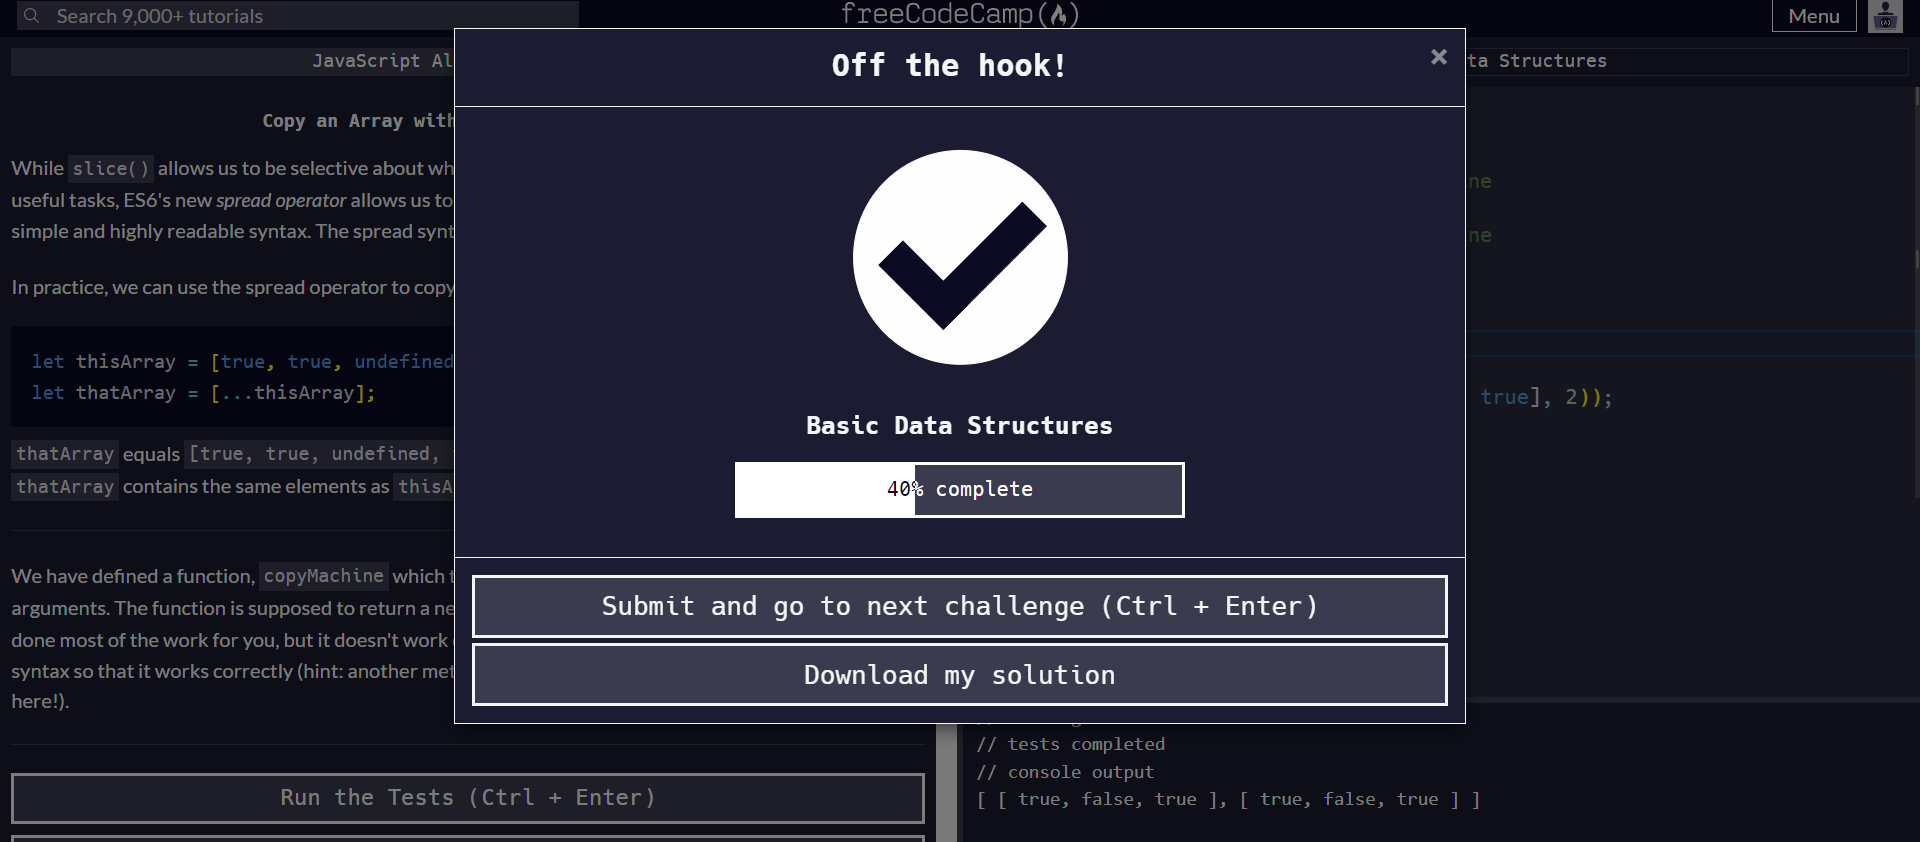 Search 9,000+ tutorials
freeCodeCamp
Menu
JavaScript Al
ta Structures
Copy an Array with
While slice() allows us to be selective about wh
useful tasks, ES6's new spread operator allows us to
simple and highly readable syntax. The spread synt
In practice, we can use the spread operator to copy
let thisArray = [true, true, undefined
let thatArray = [...thisArray];
thatArray equals [true, true, undefined,
thatArray contains the same elements as thisA
We have defined a function, copyMachine which t
arguments. The function is supposed to return a ne
done most of the work for you, but it doesn't work
syntax so that it works correctly (hint: another met
here!).
Run the Tests (Ctrl + Enter)
Off the hook!
×
Basic Data Structures
40% complete
Submit and go to next challenge (Ctrl + Enter)
Download my solution
ne
ne
true], 2));
// tests completed
// console output
[ [ true, false, true ], [ true, false, true ] ]